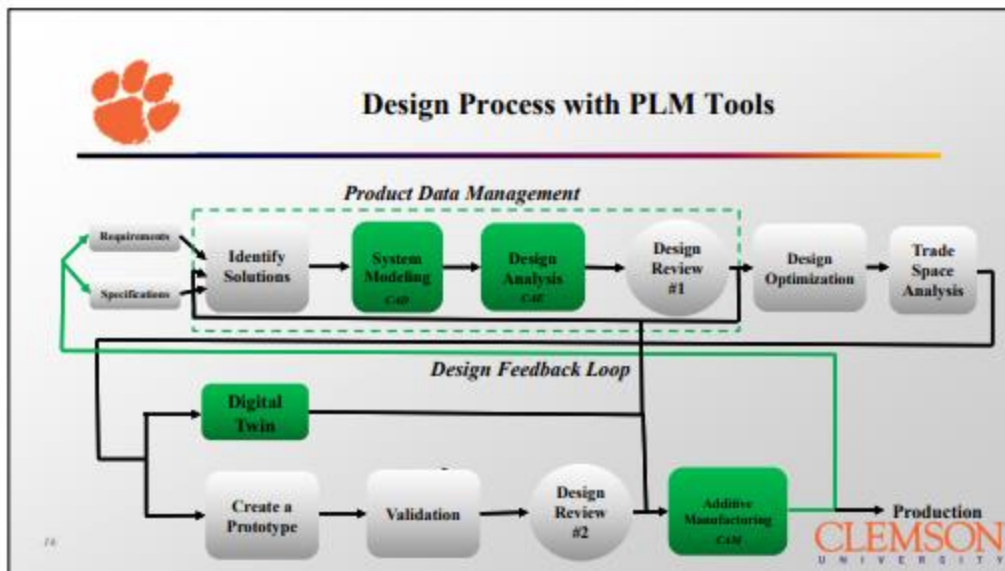 Design Process with PLM Tools
Product Data Management
Requirements
Specifications
Identify
Solutions
System
Modeling
CAD
Design
Analysis
CAE
Design
Review
#1
Design
Optimization
Trade
Space
Analysis
Design Feedback Loop
Digital
Twin
Create a
Prototype
Validation
Design
Review
#2
Additive
Manufacturing
CAM
Production
16
CLEMSON
UNIVERSITY